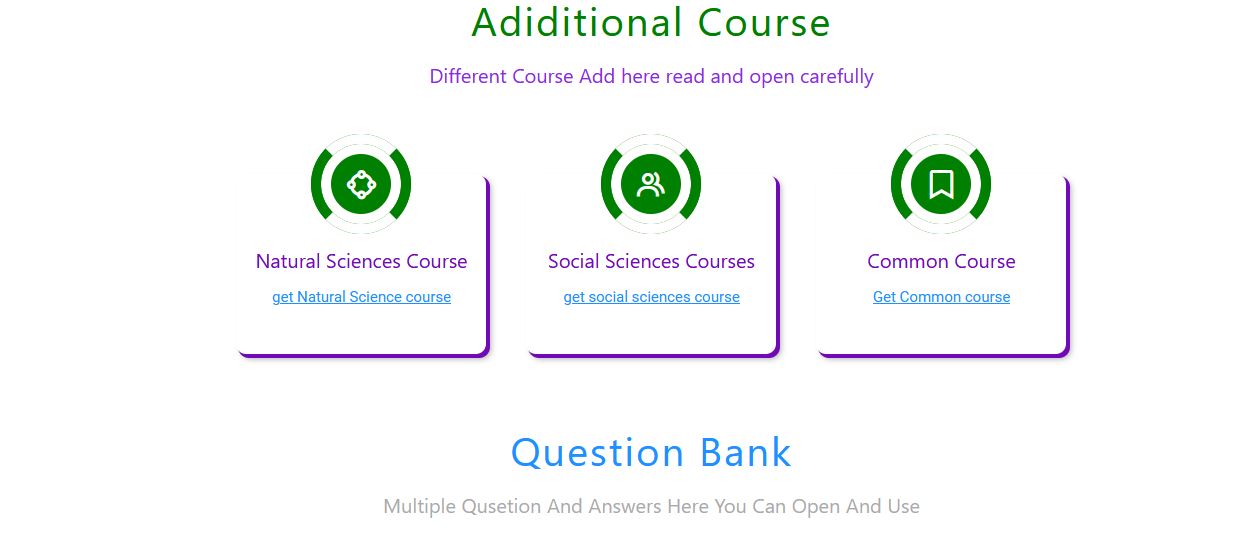 Adiditional Course
Different Course Add here read and open carefully
Natural Sciences Course
get Natural Science course
Social Sciences Courses
get social sciences course
Common Course
Get Common course
Question Bank
Multiple Qusetion And Answers Here You Can Open And Use